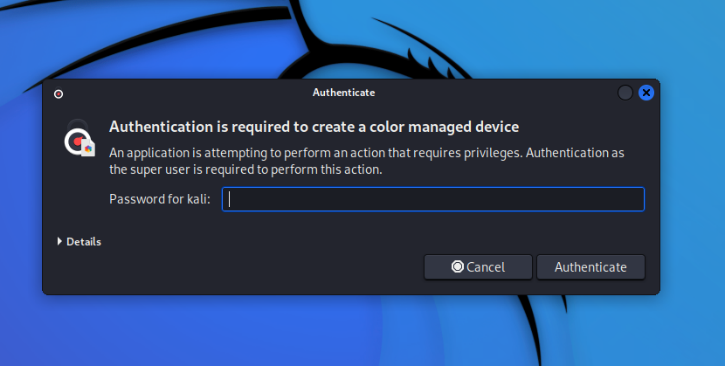 Authenticate
Authentication is required to create a color managed device
An application is attempting to perform an action that requires privileges. Authentication as
the super user is required to perform this action.
Password for kali:
Details
Cancel
Authenticate